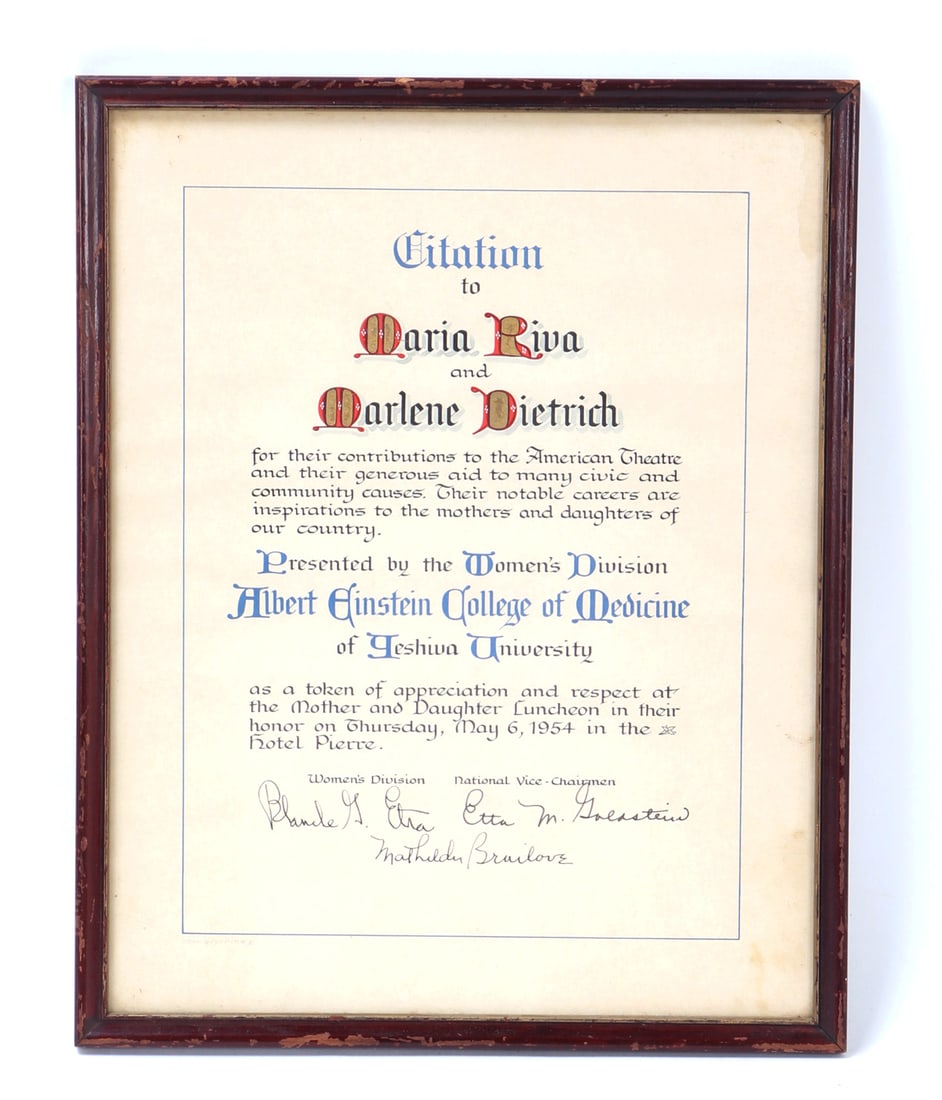 Citation
to
Maria Riva
and
Marlene Dietrich
for their contributions to the American Theatre
and their generous aid to many civic and
community causes. Their notable careers are
inspirations to the mothers and daughters of
our country.
Presented by the Women's Division
Albert Einstein College of Medicine
of Yeshiva University
as a token of appreciation and respect at
the Mother and Daughter Luncheon in their
honor on Thursday, May 6, 1954 in the
Hotel Pierre.
Women's Division National Vice-Chairmen
Blanche G. Etra Etta M. Goldstein
Mathilda Brailove